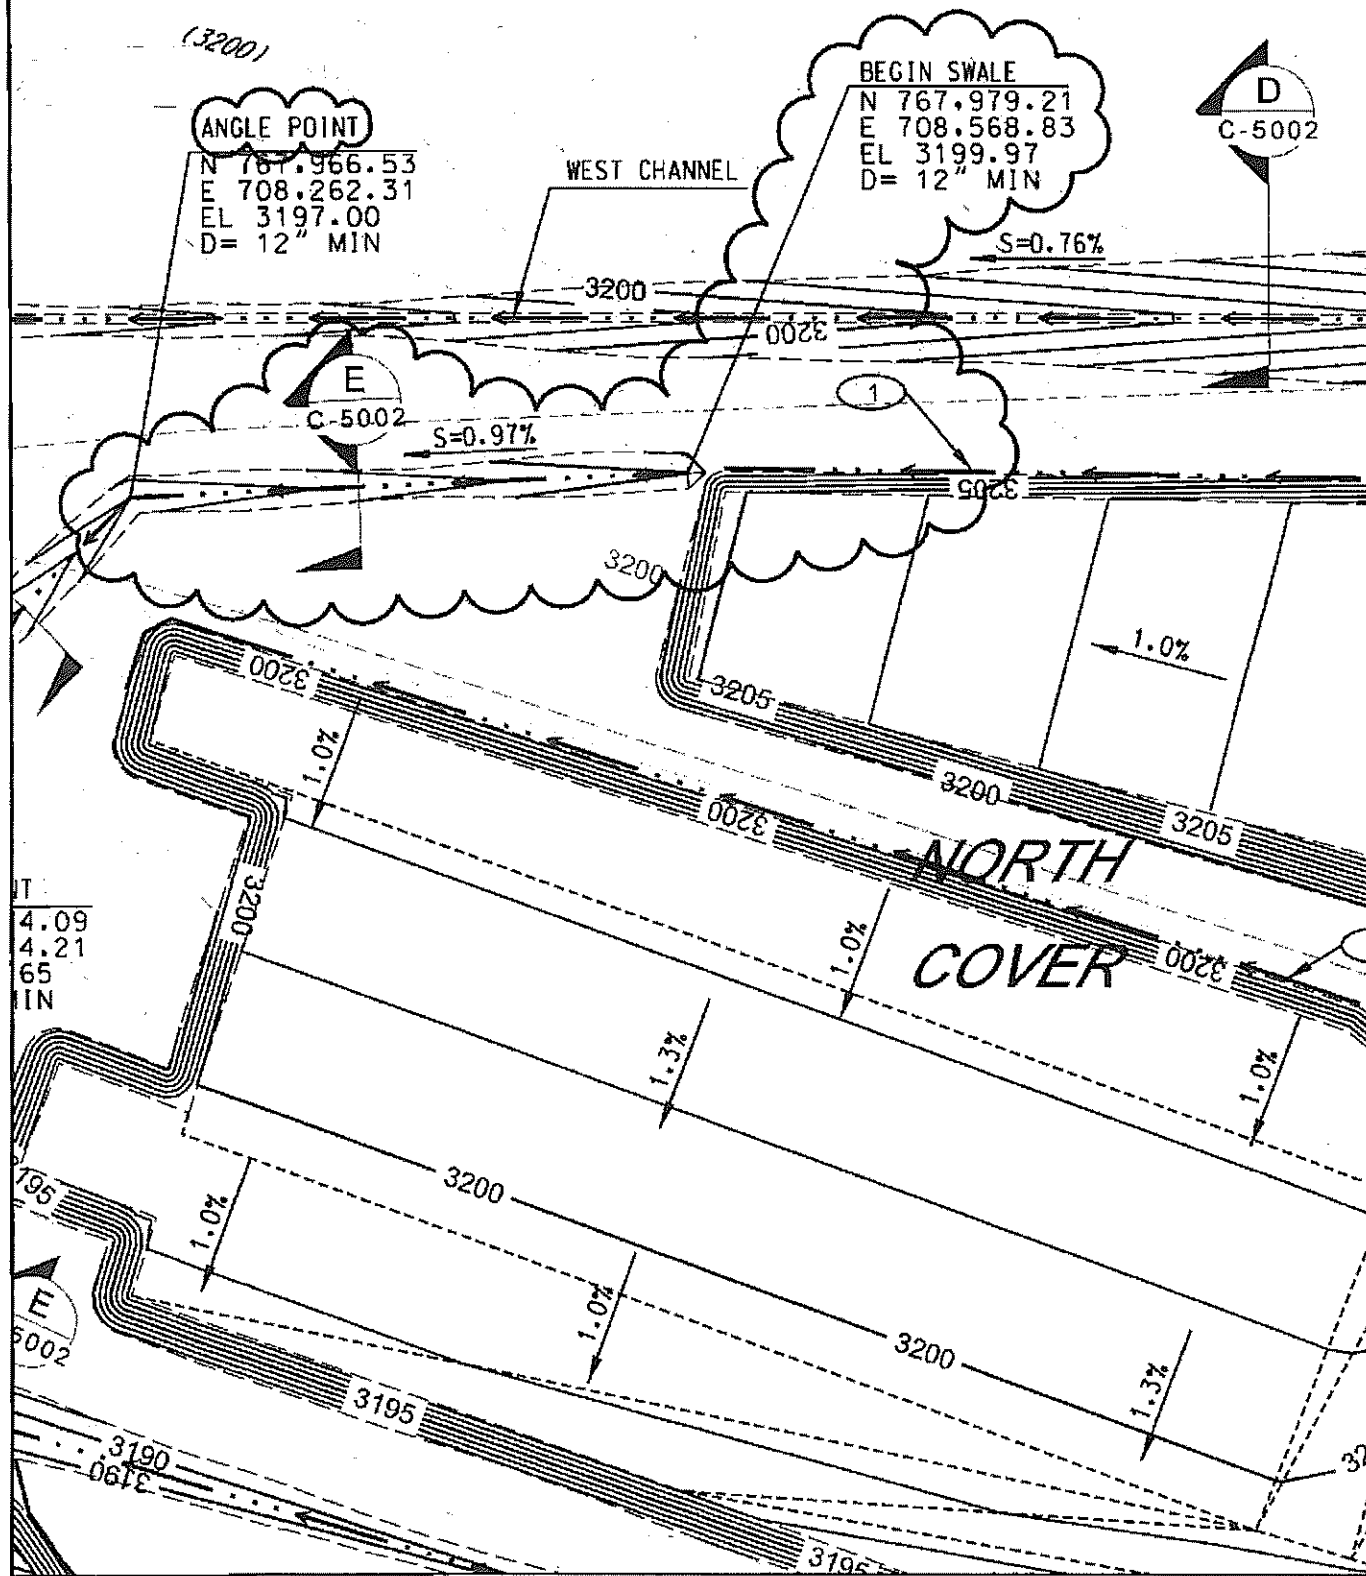 (3200)
ANGLE POINT
N 767,966.53
E 708,262.31
EL 3197.00
D= 12" MIN
WEST CHANNEL
BEGIN SWALE
N 767,979.21
E 708,568.83
EL 3199.97
D= 12" MIN
D
C-5002
S=0.76%
3200
3200
E
C-5002
1
S=0.97%
3205
3200
1.0%
3200
3205
1.0%
3200
3200
3205
NORTH
COVER
3200
4.09
4.21
65
1.0%
3200
1.3%
1.0%
195
3200
1.0%
1.0%
E
5002
3200
1.3%
3195
3190
3190
3195